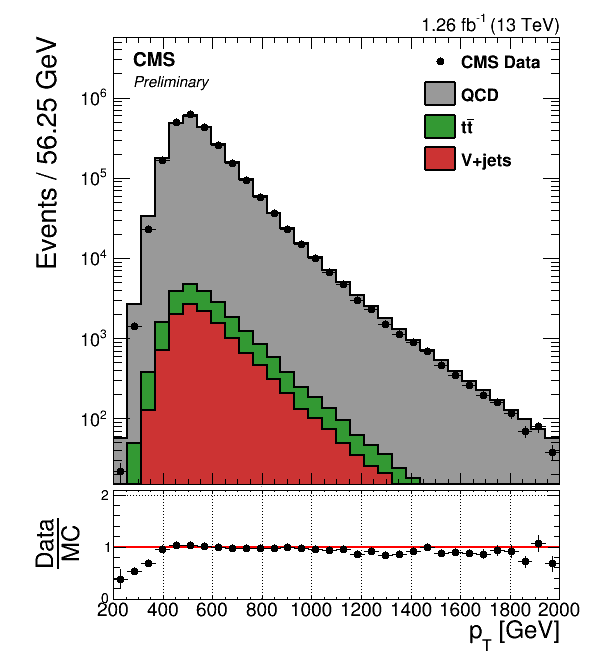 1.26 fb⁻¹ (13 TeV)
CMS
Preliminary
CMS Data
QCD
tt̄
V+jets
Events / 56.25 GeV
10⁶
10⁵
10⁴
10³
10²
Data
MC
2
1
0
200 400 600 800 1000 1200 1400 1600 1800 2000
p_T [GeV]